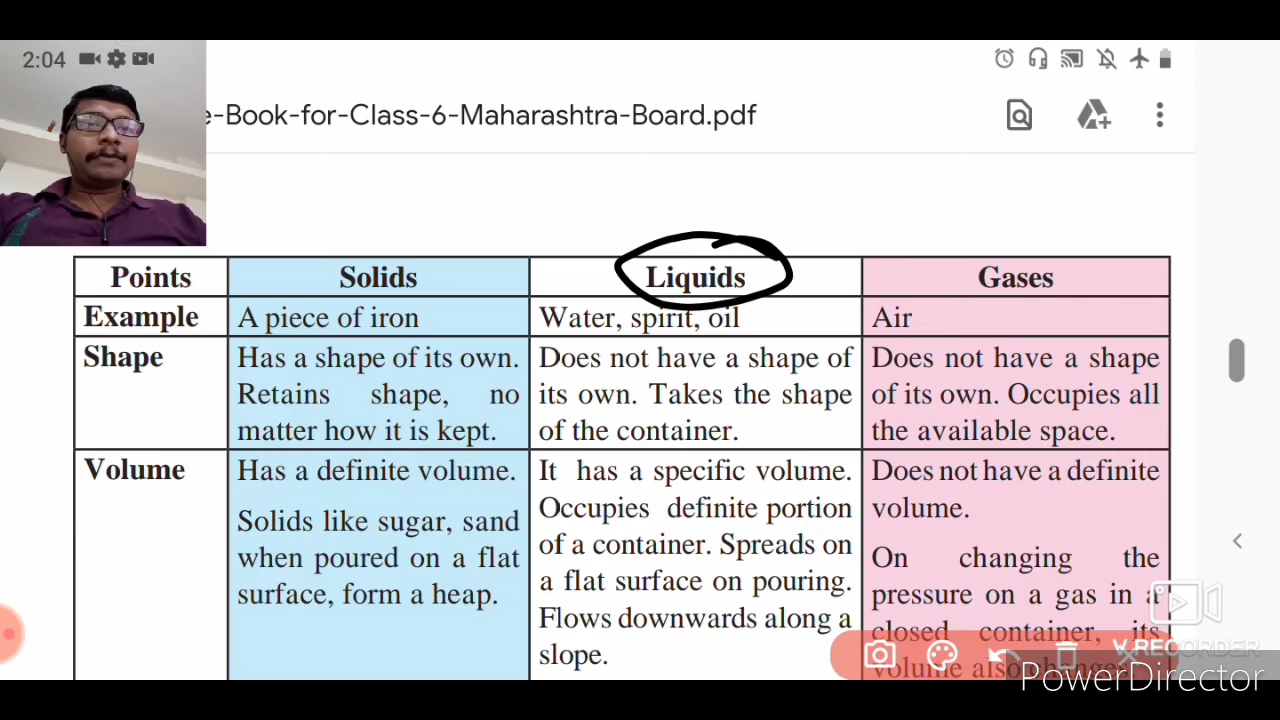 2:04
e-Book-for-Class-6-Maharashtra-Board.pdf
Points Solids Liquids Gases
Example A piece of iron Water, spirit, oil Air
Shape
Has a shape of its own.
Retains shape, no
matter how it is kept.
Does not have a shape of
its own. Takes the shape
of the container.
Does not have a shape
of its own. Occupies all
the available space.
Volume
Has a definite volume.
Solids like sugar, sand
when poured on a flat
surface, form a heap.
It has a specific volume.
Occupies definite portion
of a container. Spreads on
a flat surface on pouring.
Flows downwards along a
slope.
Does not have a definite
volume.
On changing the
pressure on a gas in a
closed container, its
volume also changes.
V RECORDER
PowerDirector